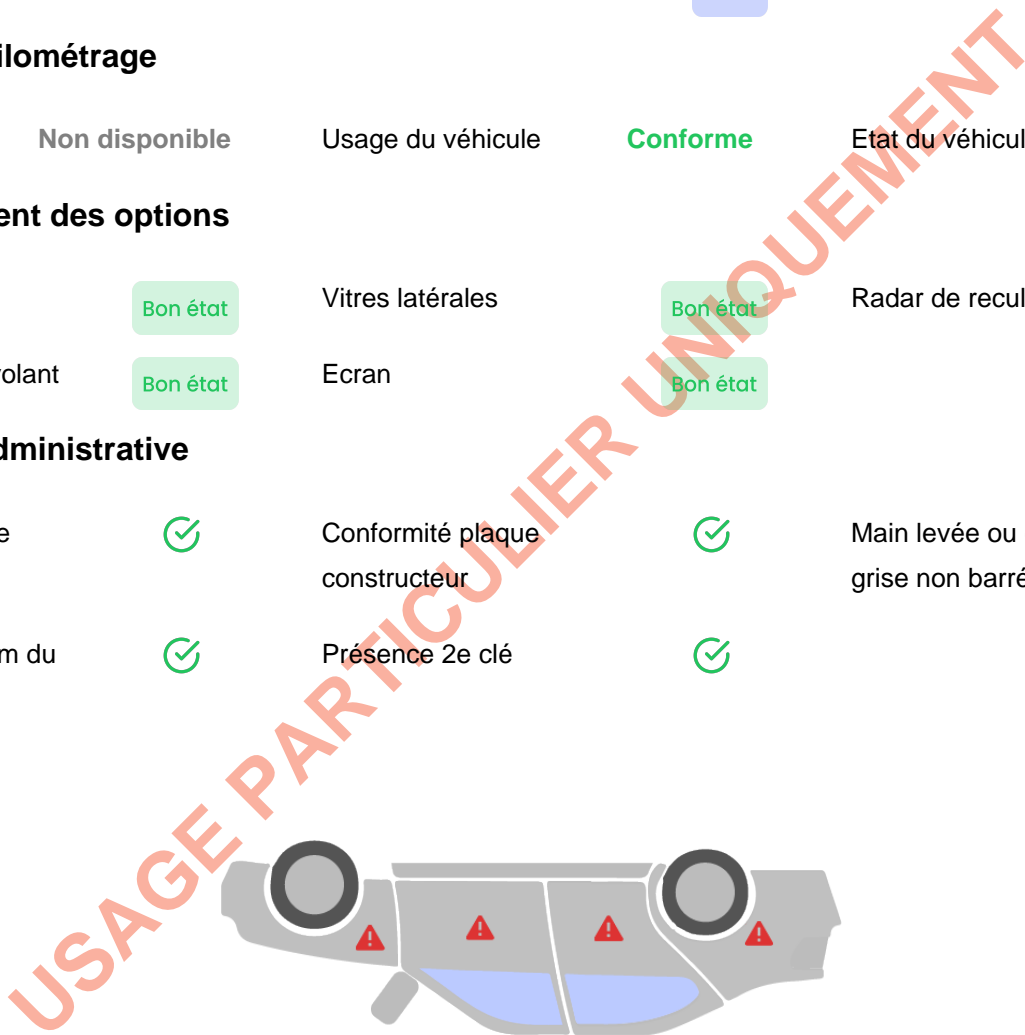 ilométrage
Non disponible Usage du véhicule Conforme Etat du véhicul
ent des options
Bon état Vitres latérales Bon état Radar de recul
olant Bon état Ecran Bon état
dministrative
e Conformité plaque Main levée ou
constructeur grise non barré
m du Présence 2e clé
USAGE PARTICULIER UNIQUEMENT